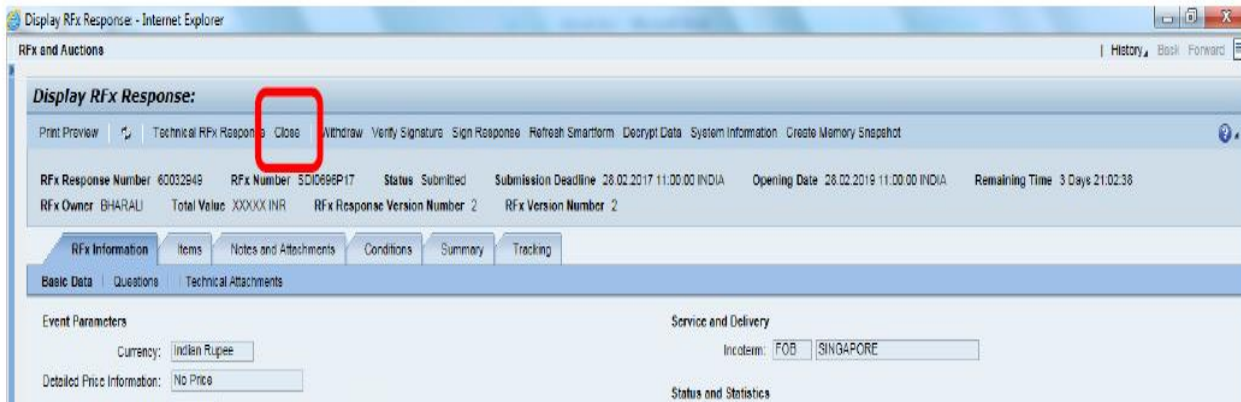 Display RFx Response: - Internet Explorer
RFx and Auctions
History Back Forward
Display RFx Response:
Print Preview Technical RFx Response Close Withdraw Verify Signature Sign Response Refresh Smartform Decrypt Data System Information Create Memory Snapshot
RFx Response Number 60032949 RFx Number SDI0696P17 Status Submitted Submission Deadline 28.02.2017 11:00:00 INDIA Opening Date 28.02.2019 11:00:00 INDIA Remaining Time 3 Days 21:02:38
RFx Owner BHARALI Total Value XXXXX INR RFx Response Version Number 2 RFx Version Number 2
RFx Information Items Notes and Attachments Conditions Summary Tracking
Basic Data Questions Technical Attachments
Event Parameters Service and Delivery
Currency: Indian Rupee Incoterm: FOB SINGAPORE
Detailed Price Information: No Price
Status and Statistics